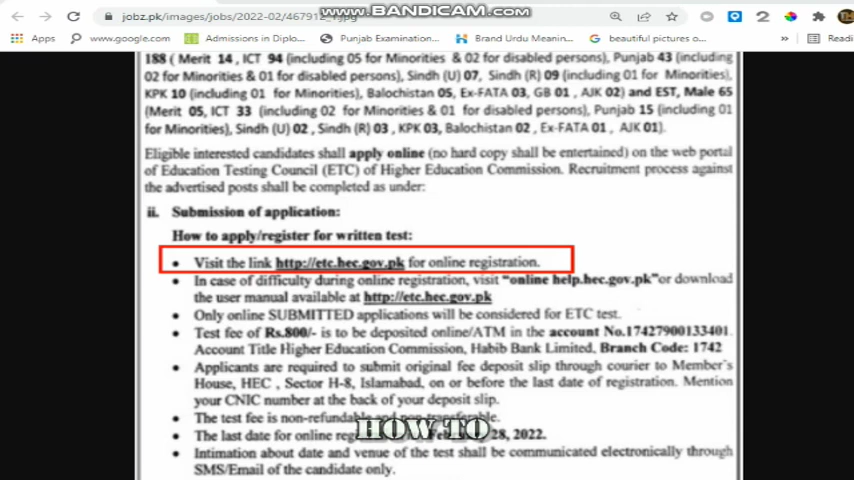 WWW.BANDICAM.COM
jobz.pk/images/jobs/2022-02/467912_1.jpg
Apps www.google.com Admissions in Diplo... Punjab Examination... Brand Urdu Meanin... beautiful pictures o... Rea
188 ( Merit 14, ICT 94 (including 05 for Minorities & 02 for disabled persons), Punjab 43 (including
02 for Minorities & 01 for disabled persons), Sindh (U) 07, Sindh (R) 09 (including 01 for Minorities),
KPK 10 (including 01 for Minorities), Balochistan 05, Ex-FATA 03, GB 01 , AJK 02) and EST, Male 65
(Merit 05, ICT 33 (including 02 for Minorities & 01 for disabled persons), Punjab 15 (including 01
for Minorities), Sindh (U) 02 , Sindh (R) 03 , KPK 03, Balochistan 02 , Ex-FATA 01 , AJK 01).
Eligible interested candidates shall apply online (no hard copy shall be entertained) on the web portal
of Education Testing Council (ETC) of Higher Education Commission. Recruitment process against
the advertised posts shall be completed as under:
ii. Submission of application:
How to apply/register for written test:
• Visit the link http://etc.hec.gov.pk for online registration.
• In case of difficulty during online registration, visit "online help.hec.gov.pk"or download
the user manual available at http://etc.hec.gov.pk
• Only online SUBMITTED applications will be considered for ETC test.
• Test fee of Rs.800/- is to be deposited online/ATM in the account No.17427900133401.
Account Title Higher Education Commission, Habib Bank Limited, Branch Code: 1742
• Applicants are required to submit original fee deposit slip through courier to Member's
House, HEC , Sector H-8, Islamabad, on or before the last date of registration. Mention
your CNIC number at the back of your deposit slip.
• The test fee is non-refundable and non-transferable.
HOW TO
• The last date for online 28, 2022.
• Intimation about date and venue of the test shall be communicated electronically through
SMS/Email of the candidate only.